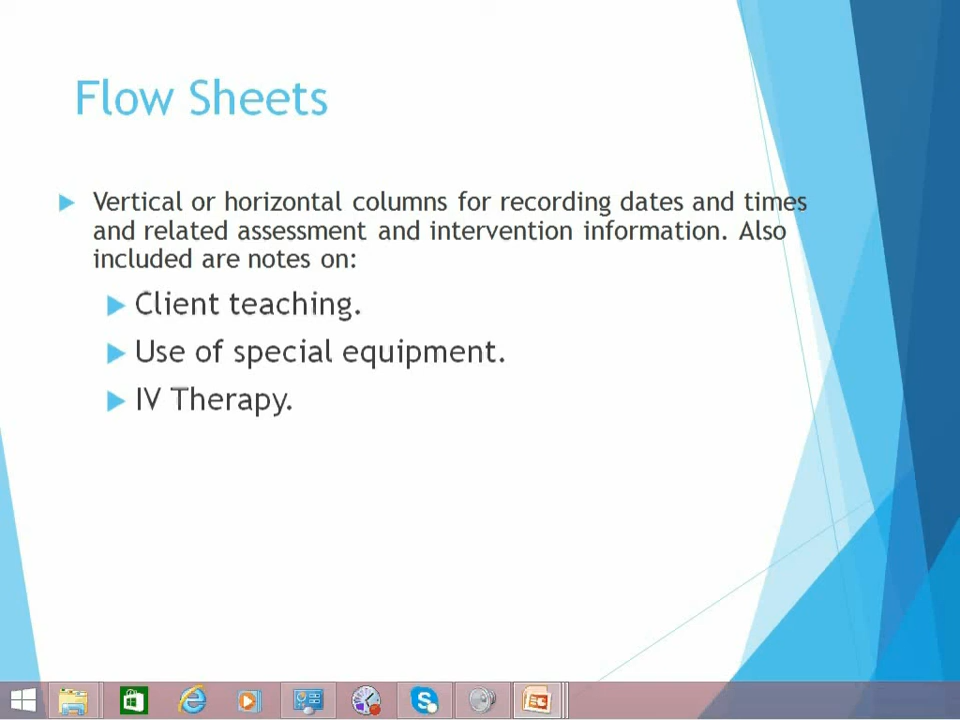 Flow Sheets
Vertical or horizontal columns for recording dates and times
and related assessment and intervention information. Also
included are notes on:
Client teaching.
Use of special equipment.
IV Therapy.